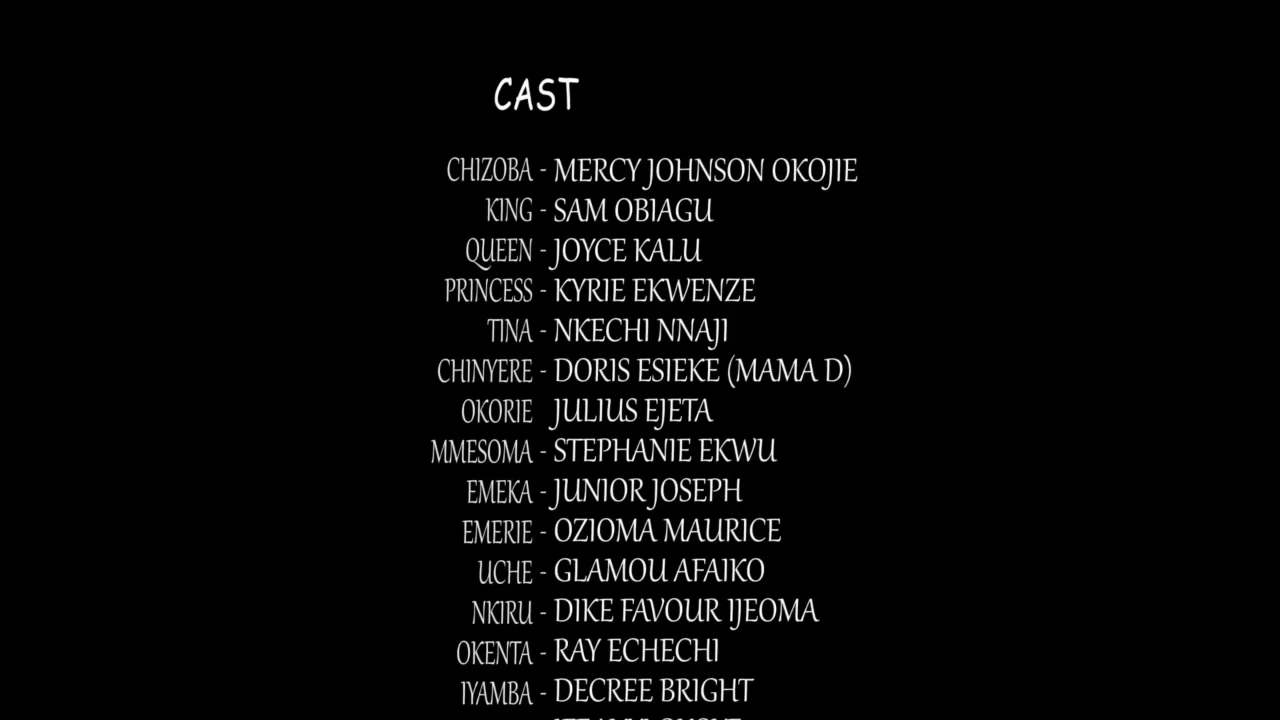 CAST
CHIZOBA - MERCY JOHNSON OKOJIE
KING - SAM OBIAGU
QUEEN - JOYCE KALU
PRINCESS - KYRIE EKWENZE
TINA - NKECHI NNAJI
CHINYERE - DORIS ESIEKE (MAMA D)
OKORIE JULIUS EJETA
MMESOMA - STEPHANIE EKWU
EMEKA - JUNIOR JOSEPH
EMERIE - OZIOMA MAURICE
UCHE - GLAMOU AFAIKO
NKIRU - DIKE FAVOUR IJEOMA
OKENTA - RAY ECHECHI
IYAMBA - DECREE BRIGHT